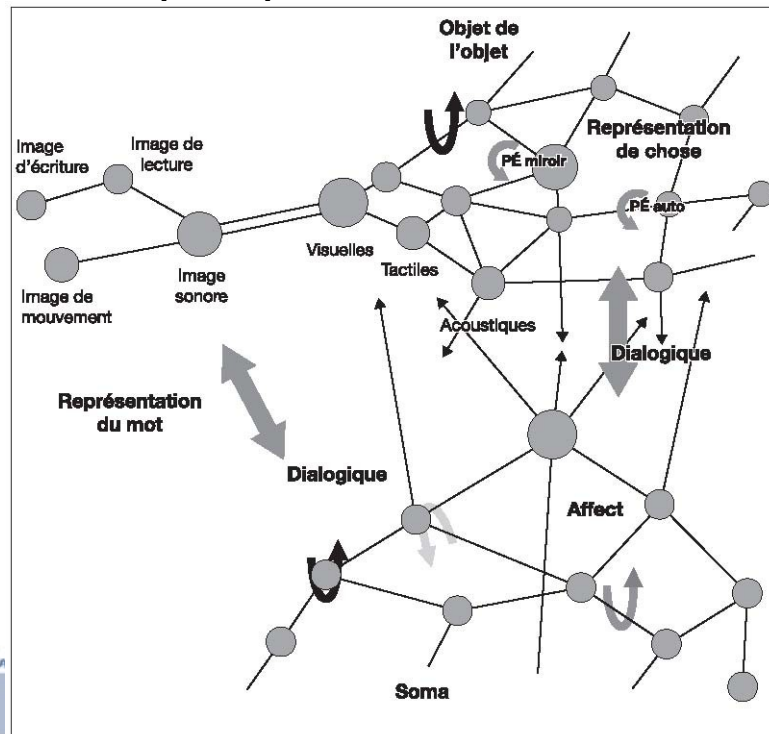 Objet de
l'objet
Image
d'écriture
Image de
lecture
PÉ miroir
Représentation
de chose
PÉ auto
Visuelles
Tactiles
Image
sonore
Image de
mouvement
Acoustiques
Dialogique
Représentation
du mot
Dialogique
Affect
Soma